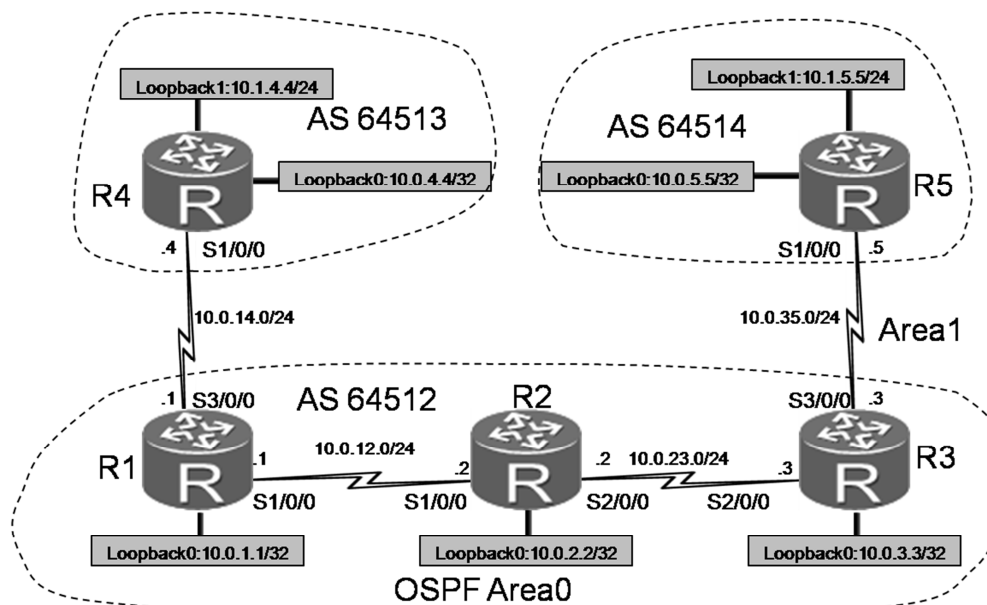 Loopback1:10.1.4.4/24
AS 64513
Loopback0:10.0.4.4/32
R4
R
.4
S1/0/0
Loopback1:10.1.5.5/24
AS 64514
Loopback0:10.0.5.5/32
R5
R
S1/0/0
.5
10.0.14.0/24
10.0.35.0/24
Area1
.1
S3/0/0
AS 64512
R2
S3/0/0
.3
R1
R
.1
10.0.12.0/24
.2
R
.2
10.0.23.0/24
.3
R
R3
S1/0/0
S1/0/0
S2/0/0
S2/0/0
Loopback0:10.0.1.1/32
Loopback0:10.0.2.2/32
Loopback0:10.0.3.3/32
OSPF Area0